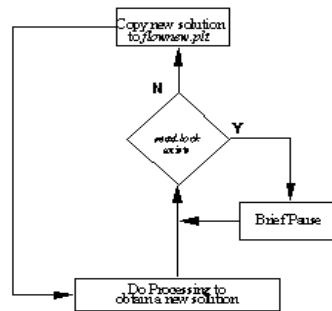 Copy new solution
to flownew.plt
N
read.lock
exists
Y
Brief Pause
Do Processing to
obtain a new solution